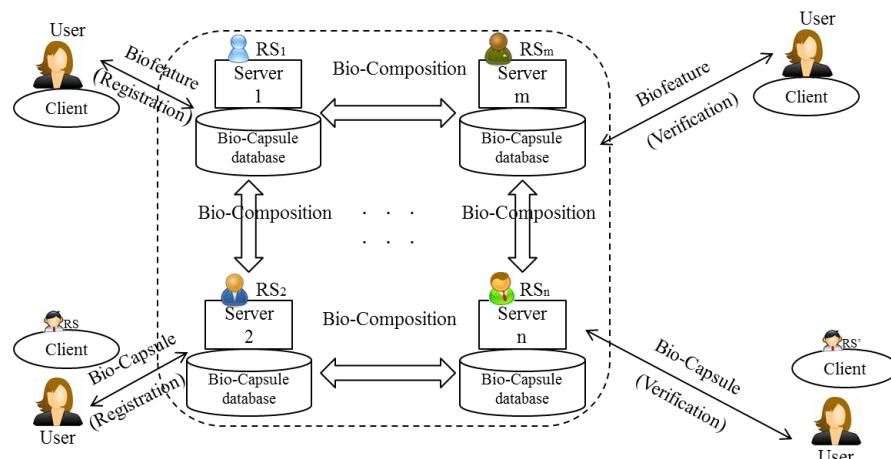 User
Client
Biofeature
(Registration)
RS1
Server
1
Bio-Capsule
database
Bio-Composition
RSm
Server
m
Bio-Capsule
database
Biofeature
(Verification)
User
Client
Bio-Composition
. . .
. . .
Bio-Composition
RS
Client
User
Bio-Capsule
(Registration)
RS2
Server
2
Bio-Capsule
database
Bio-Composition
RSn
Server
n
Bio-Capsule
database
Bio-Capsule
(Verification)
RS'
Client
User